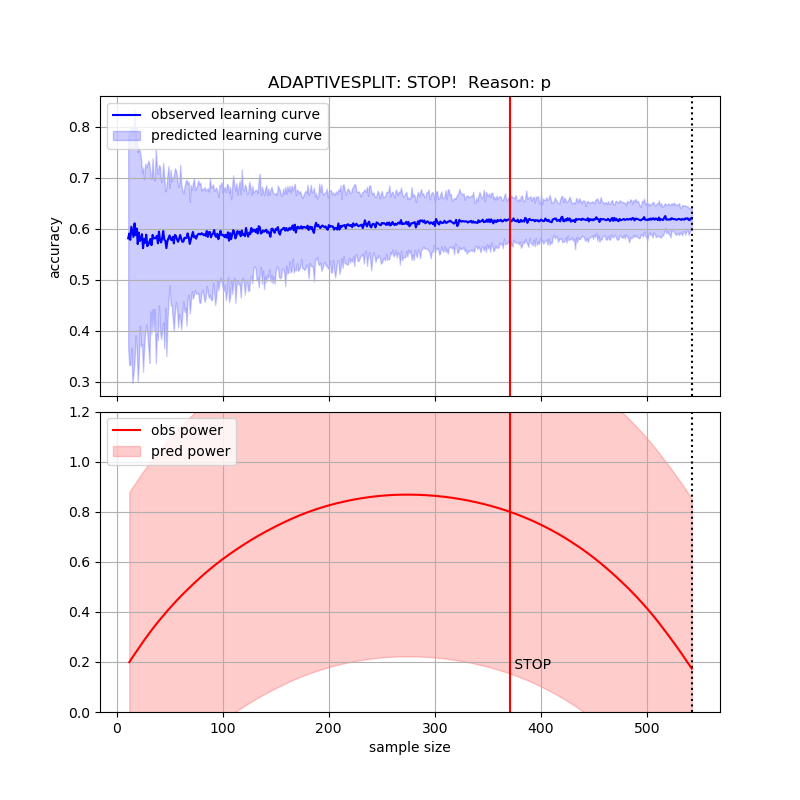 ADAPTIVESPLIT: STOP!  Reason: p
observed learning curve
predicted learning curve
0.8
0.7
0.6
0.5
0.4
0.3
accuracy
obs power
pred power
1.2
1.0
0.8
0.6
0.4
0.2
0.0
STOP
0 100 200 300 400 500
sample size